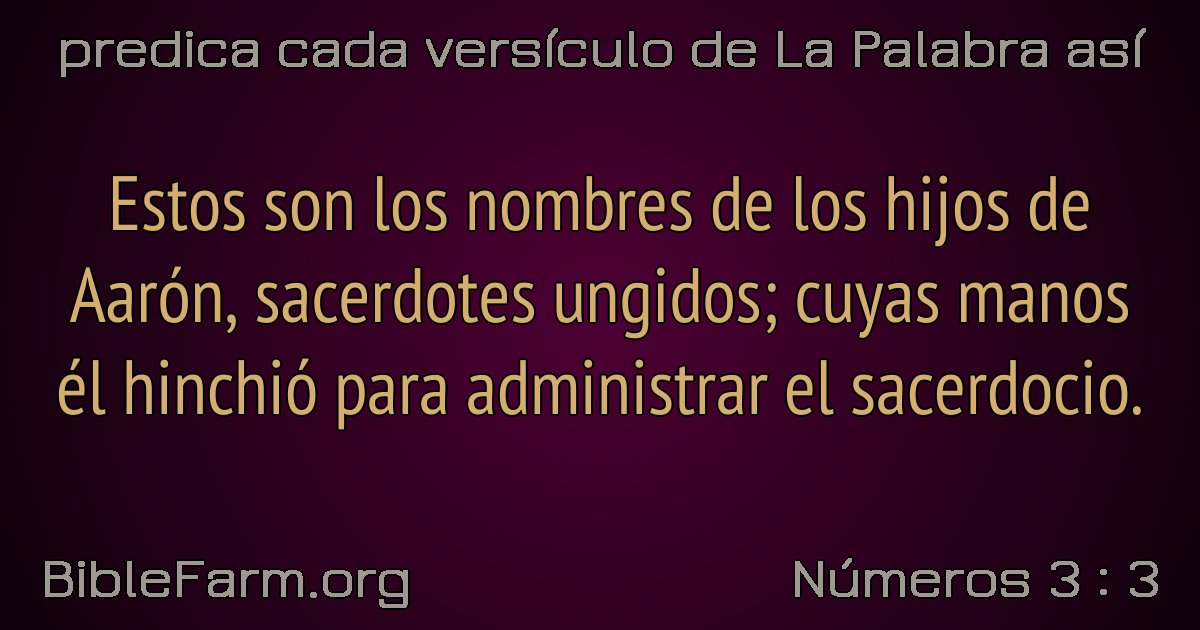 predica cada versículo de La Palabra así
Estos son los nombres de los hijos de
Aarón, sacerdotes ungidos; cuyas manos
él hinchió para administrar el sacerdocio.
BibleFarm.org
Números 3 : 3